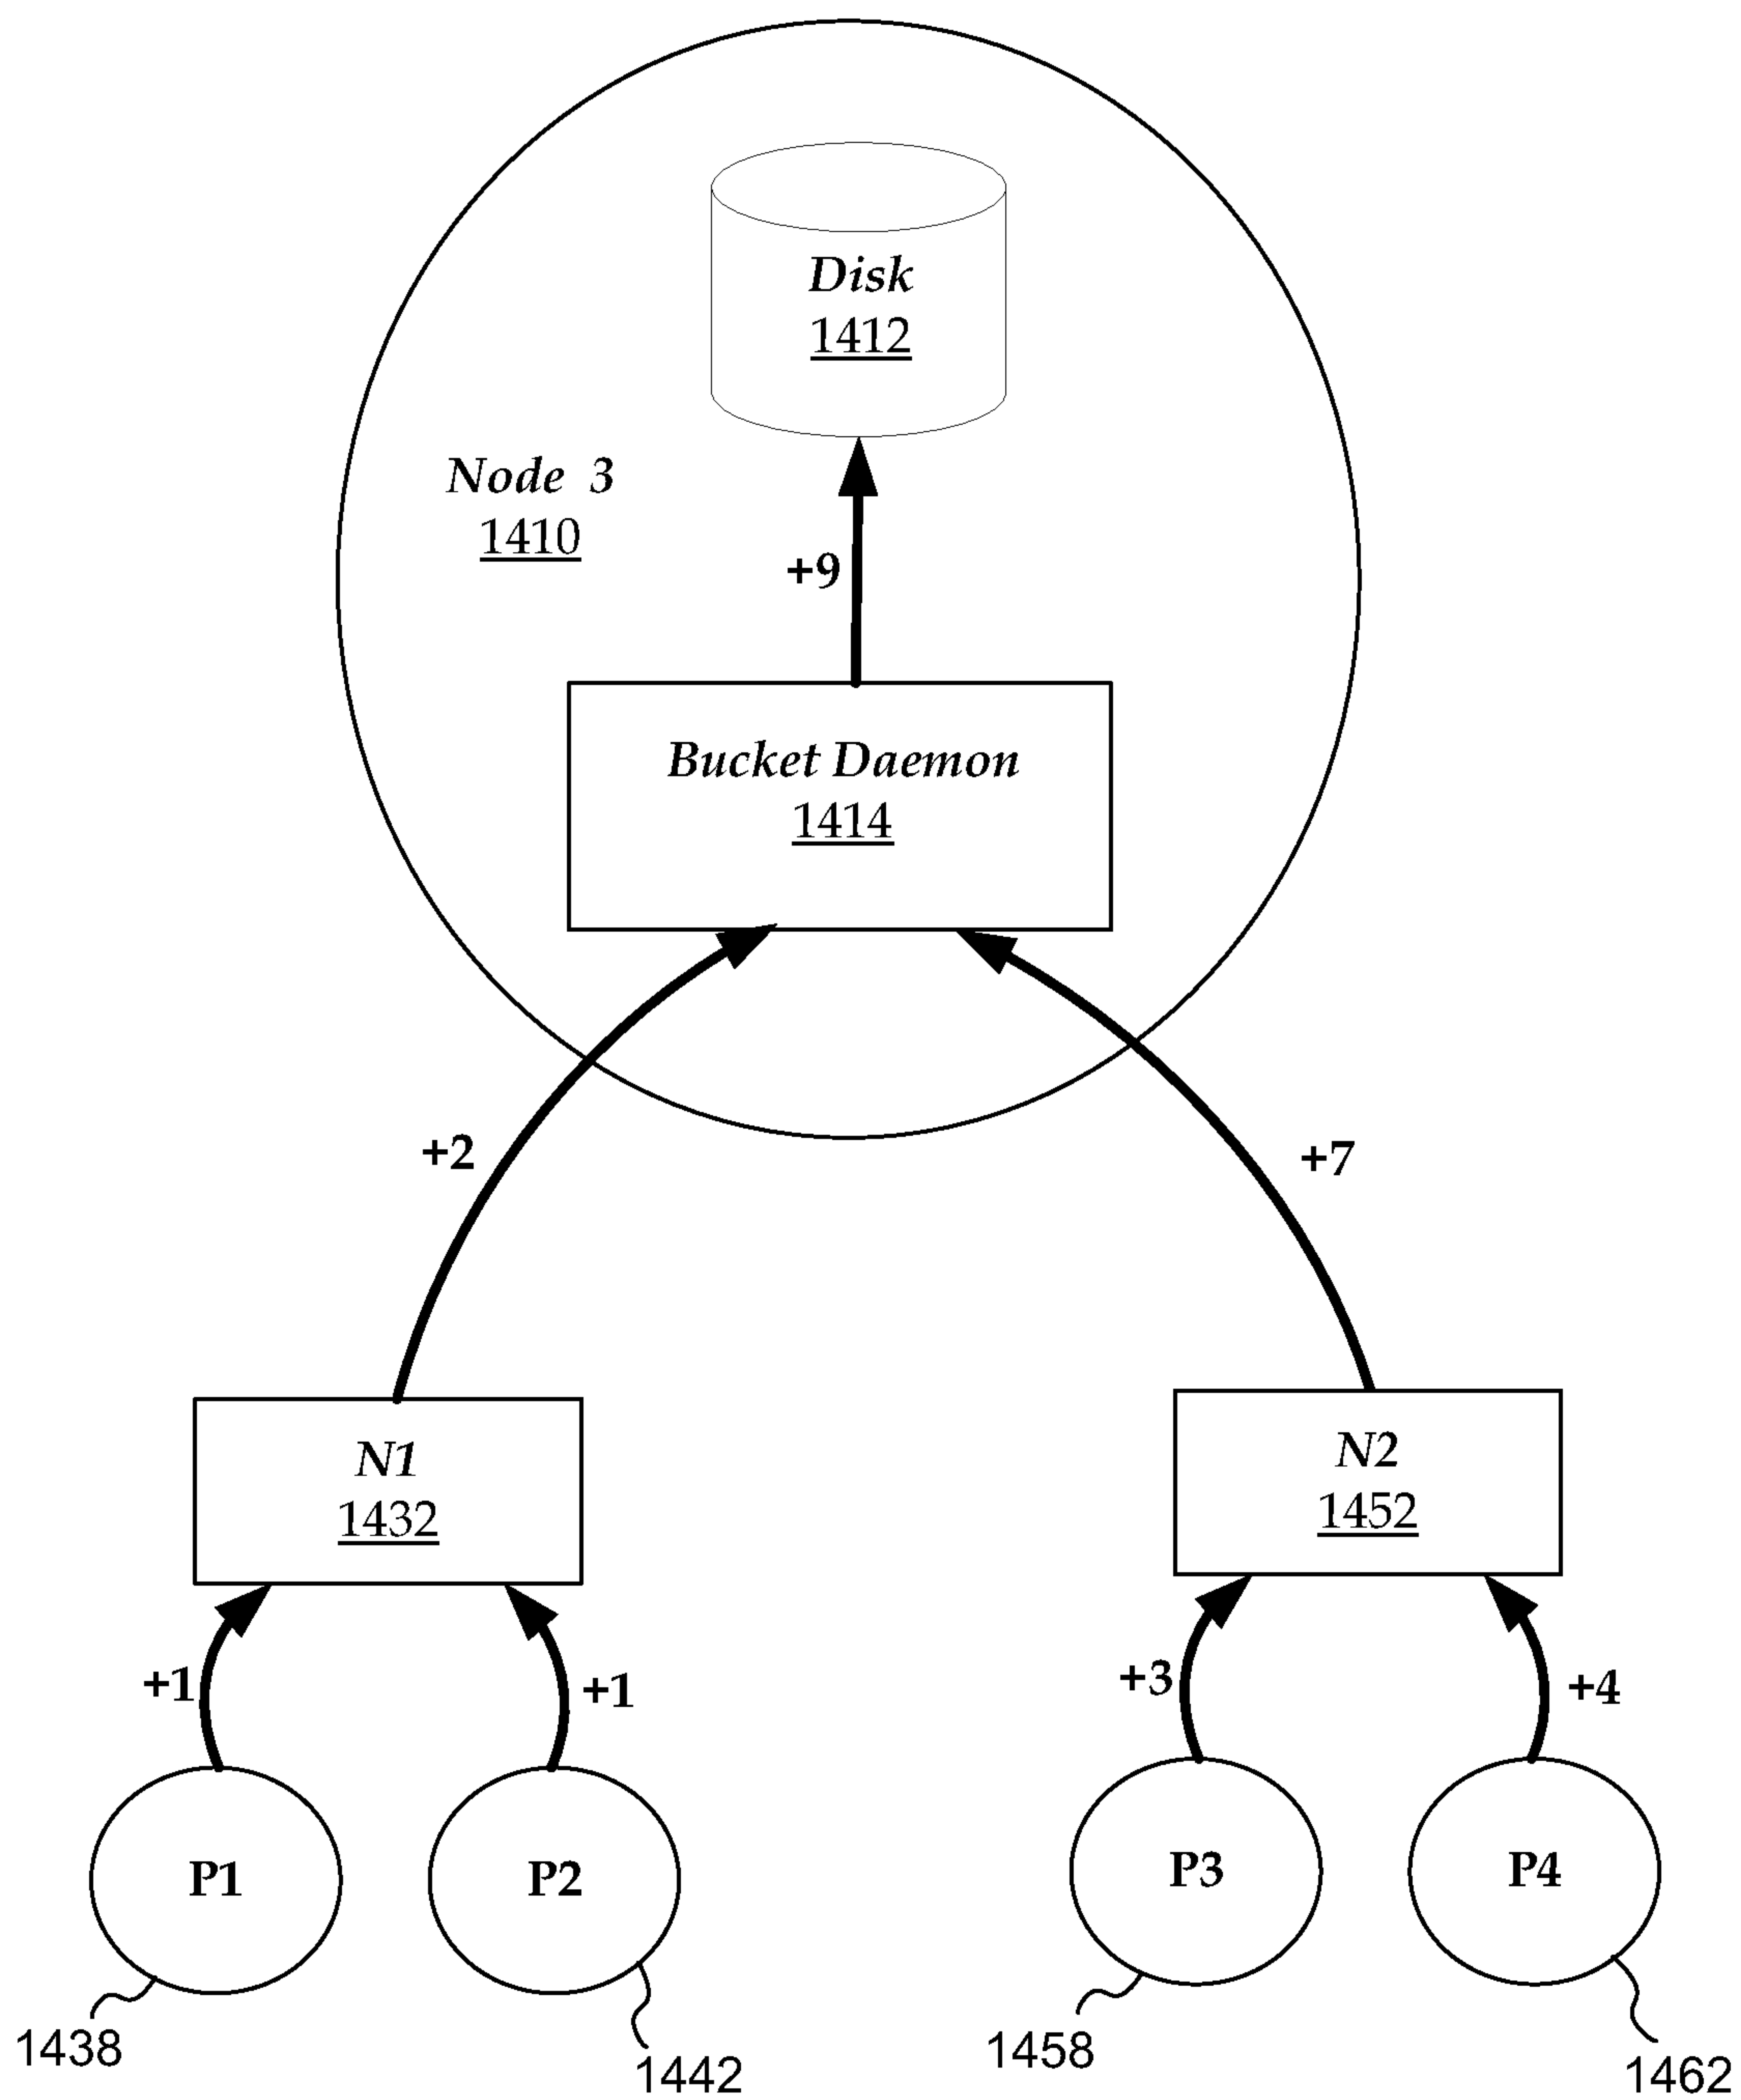 Disk
1412
Node 3
1410
+9
Bucket Daemon
1414
+2
+7
N1
1432
N2
1452
+1
+1
+3
+4
P1
P2
P3
P4
1438
1442
1458
1462